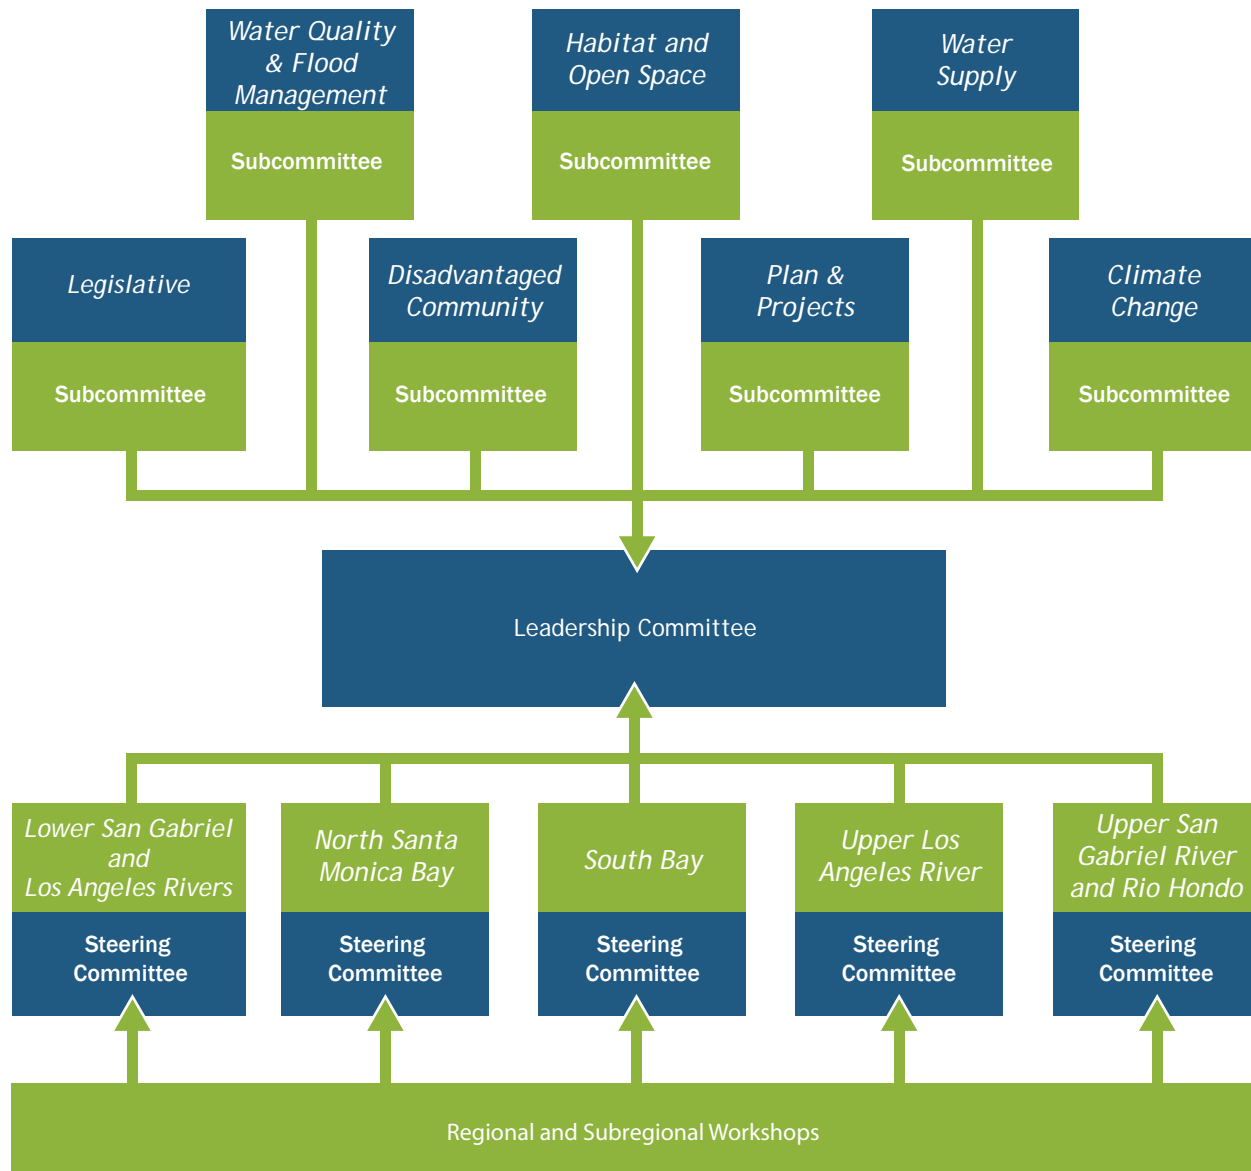 Water Quality
& Flood
Management
Subcommittee
Habitat and
Open Space
Subcommittee
Water
Supply
Subcommittee
Legislative
Subcommittee
Disadvantaged
Community
Subcommittee
Plan &
Projects
Subcommittee
Climate
Change
Subcommittee
Leadership Committee
Lower San Gabriel
and
Los Angeles Rivers
Steering
Committee
North Santa
Monica Bay
Steering
Committee
South Bay
Steering
Committee
Upper Los
Angeles River
Steering
Committee
Upper San
Gabriel River
and Rio Hondo
Steering
Committee
Regional and Subregional Workshops